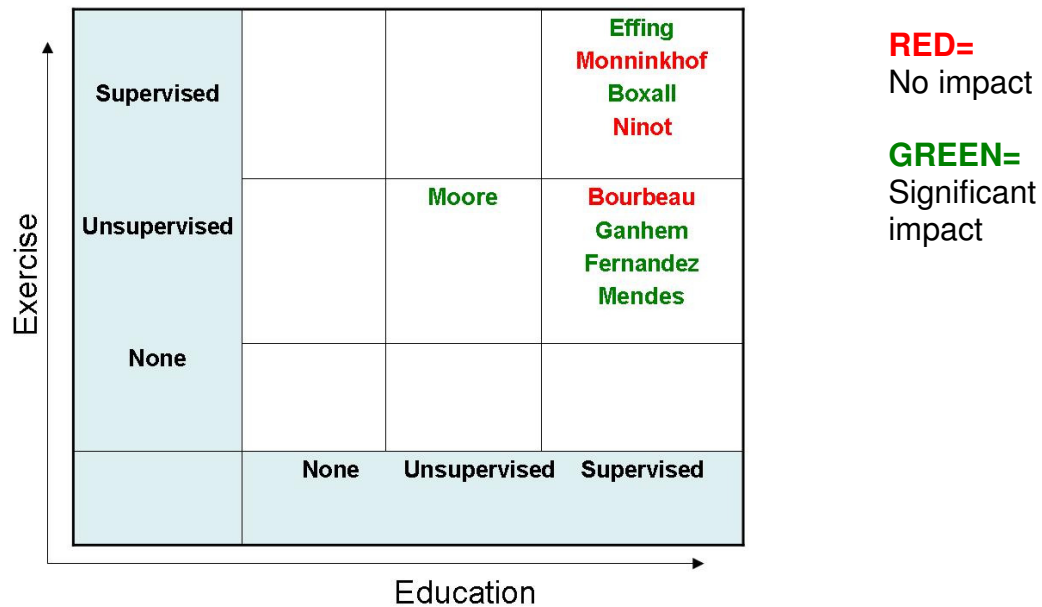 Effing
Monninkhof
Supervised
Boxall
Ninot
Moore
Bourbeau
Unsupervised
Ganhem
Fernandez
Mendes
None
None
Unsupervised
Supervised
Exercise
Education
RED=
No impact
GREEN=
Significant
impact